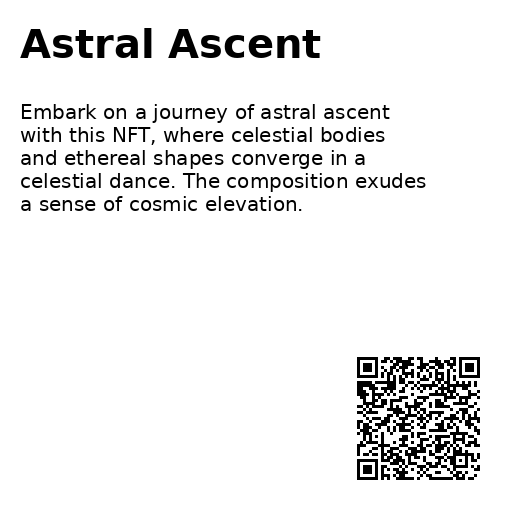 Astral Ascent
Embark on a journey of astral ascent
with this NFT, where celestial bodies
and ethereal shapes converge in a
celestial dance. The composition exudes
a sense of cosmic elevation.